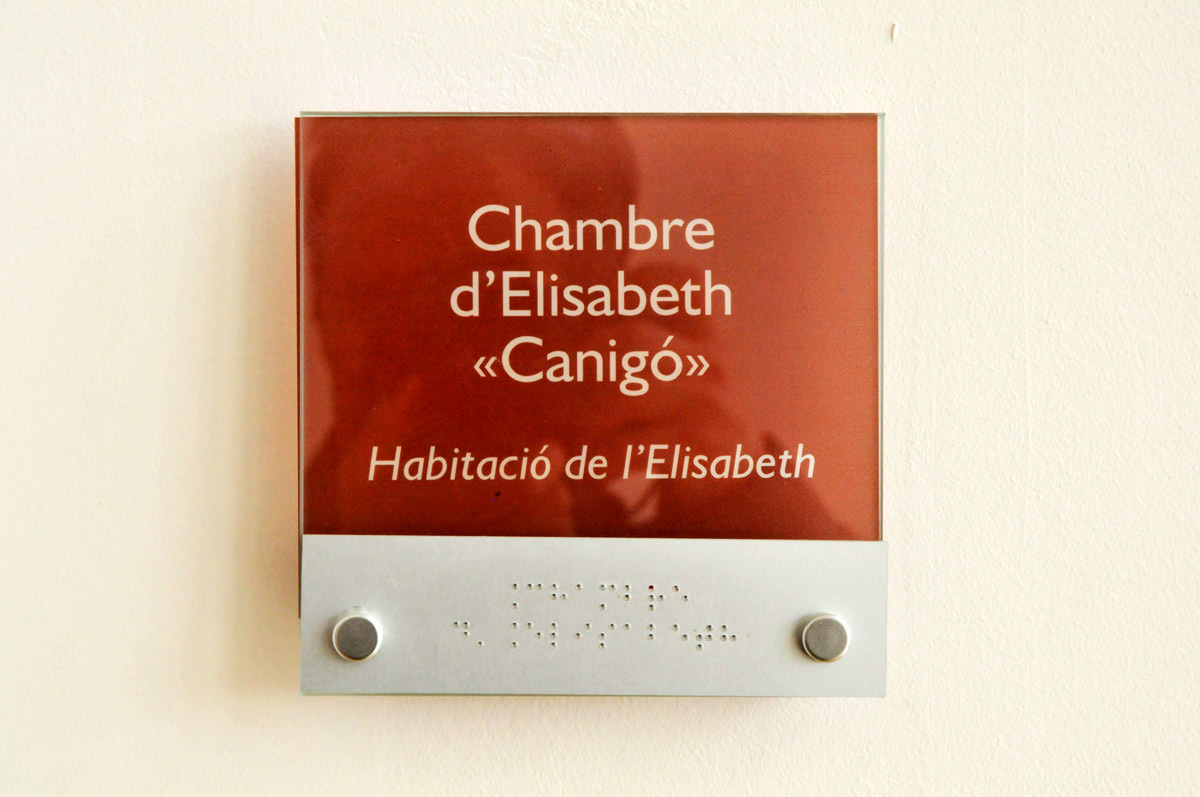 Chambre
d’Elisabeth
«Canigó»
Habitació de l’Elisabeth